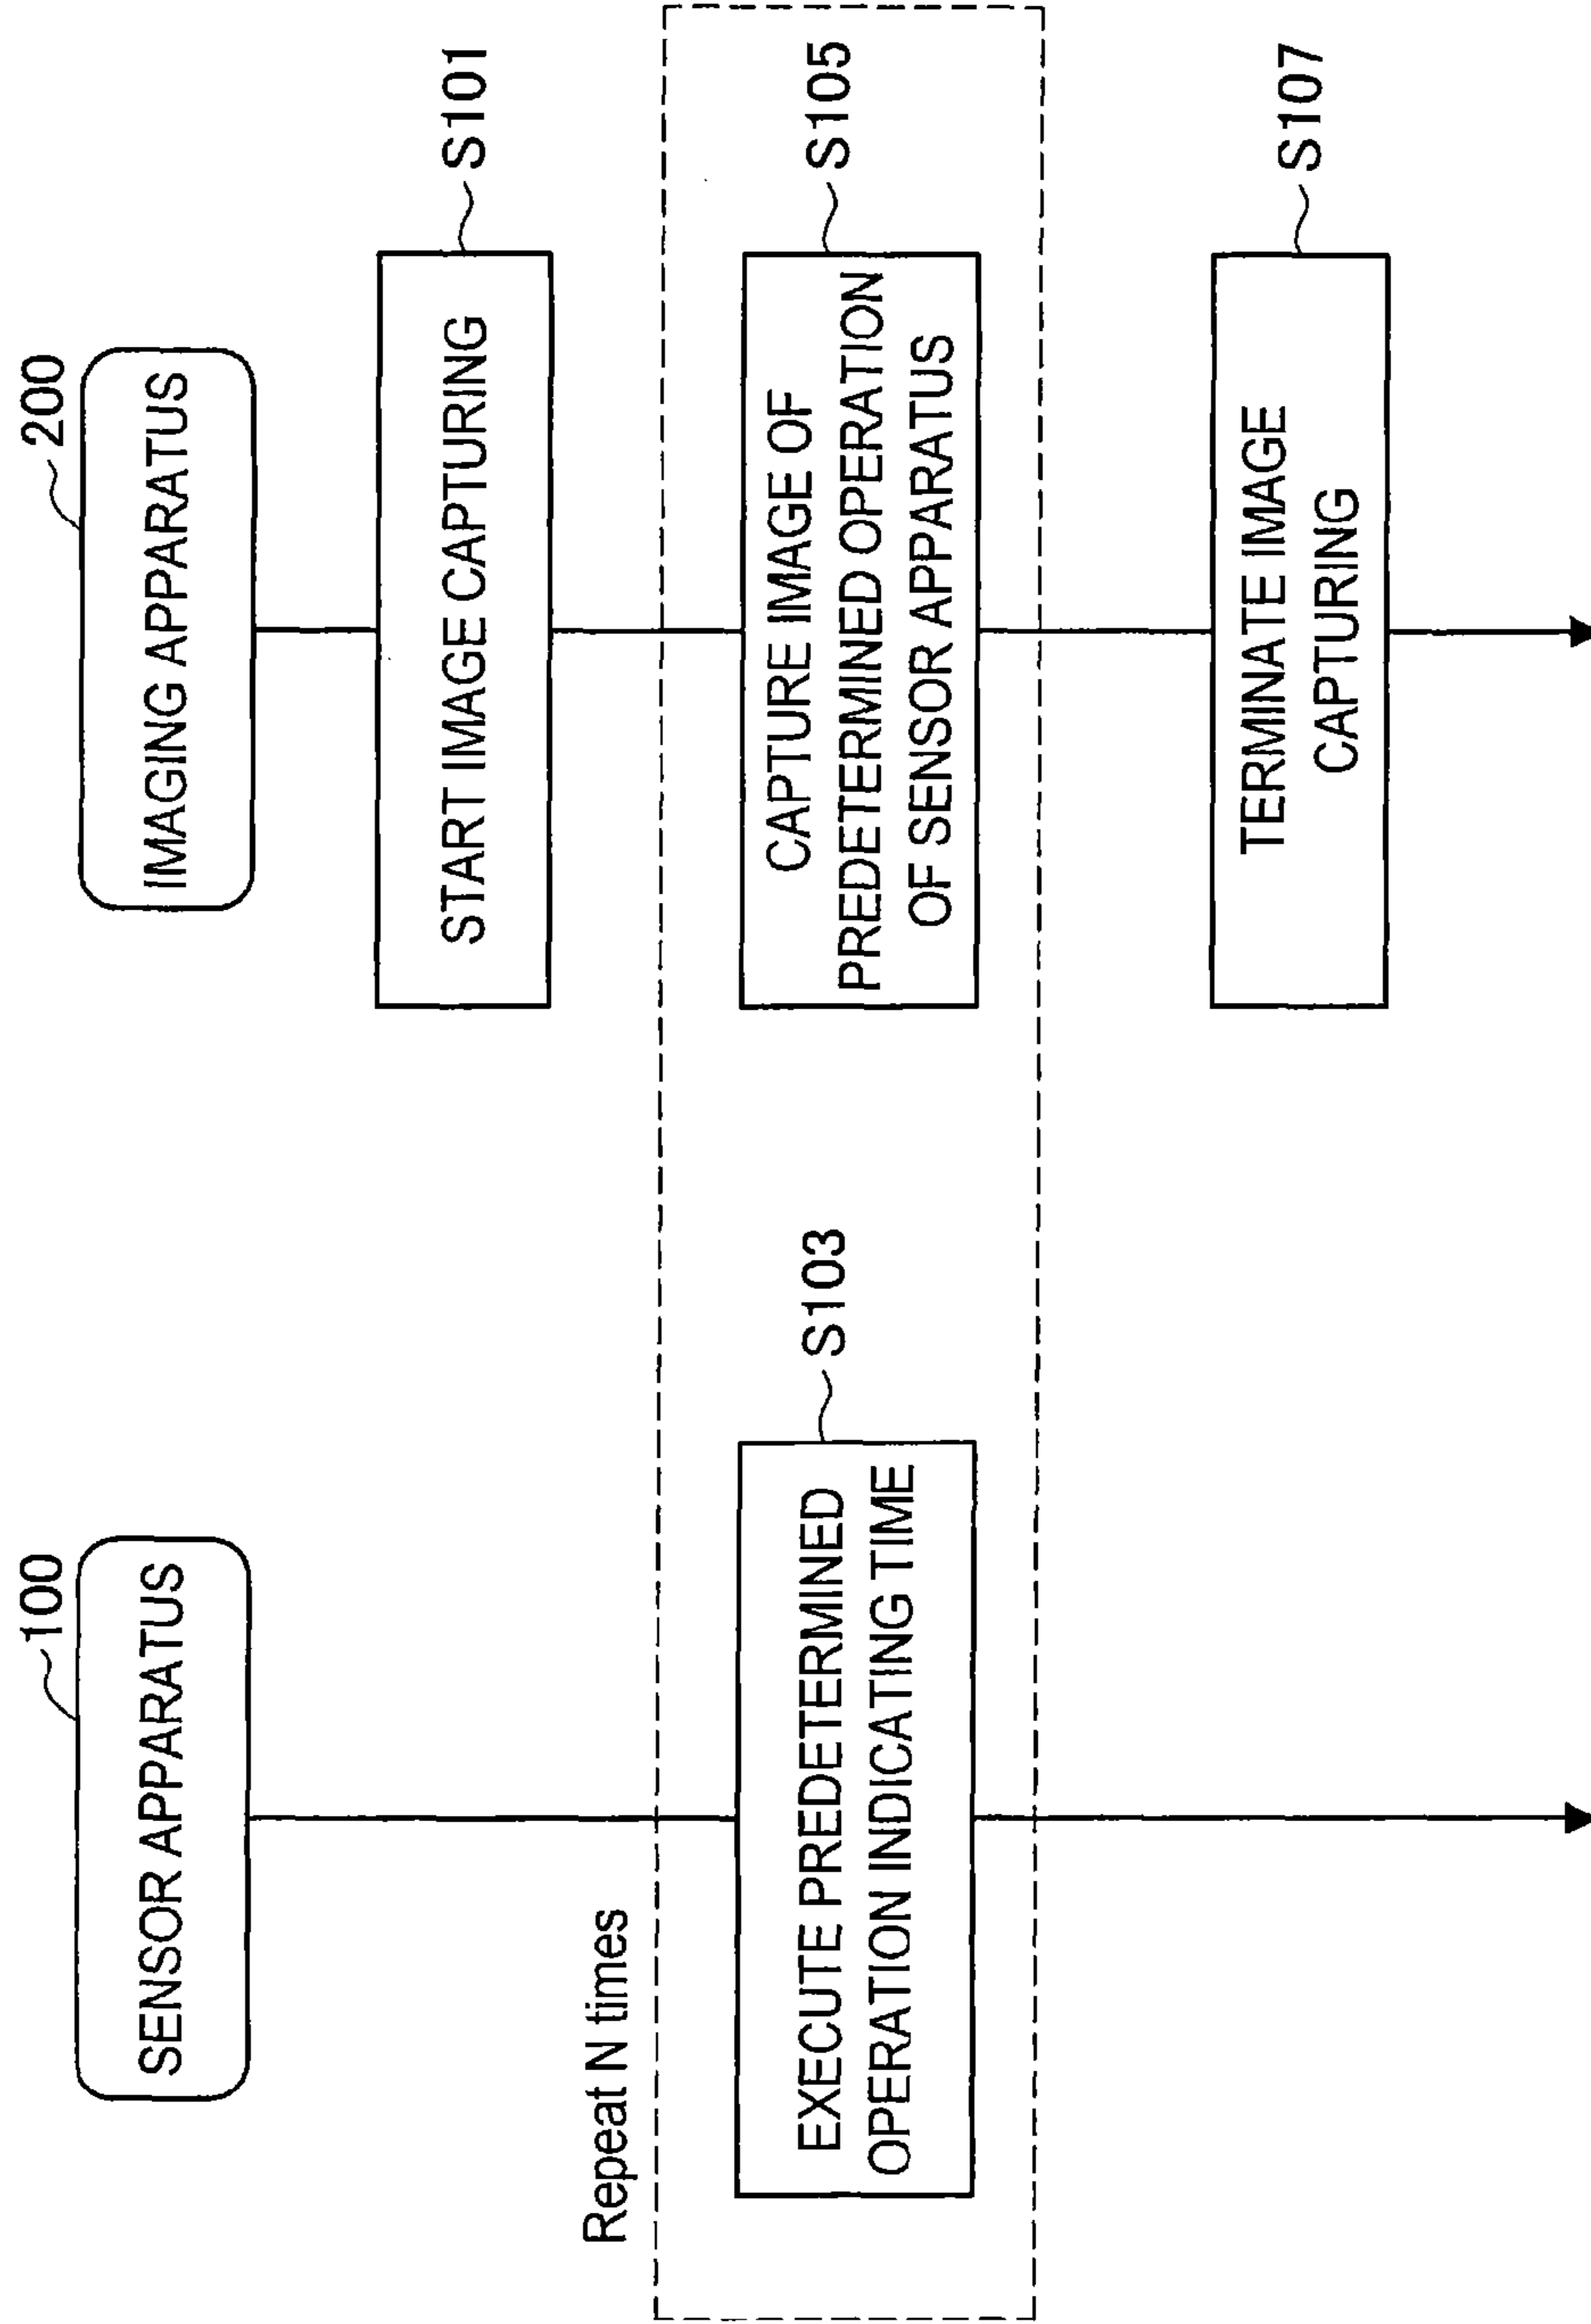 100
SENSOR APPARATUS
200
IMAGING APPARATUS
START IMAGE CAPTURING
S101
Repeat N times
EXECUTE PREDETERMINED
OPERATION INDICATING TIME
S103
CAPTURE IMAGE OF
PREDETERMINED OPERATION
OF SENSOR APPARATUS
S105
TERMINATE IMAGE
CAPTURING
S107